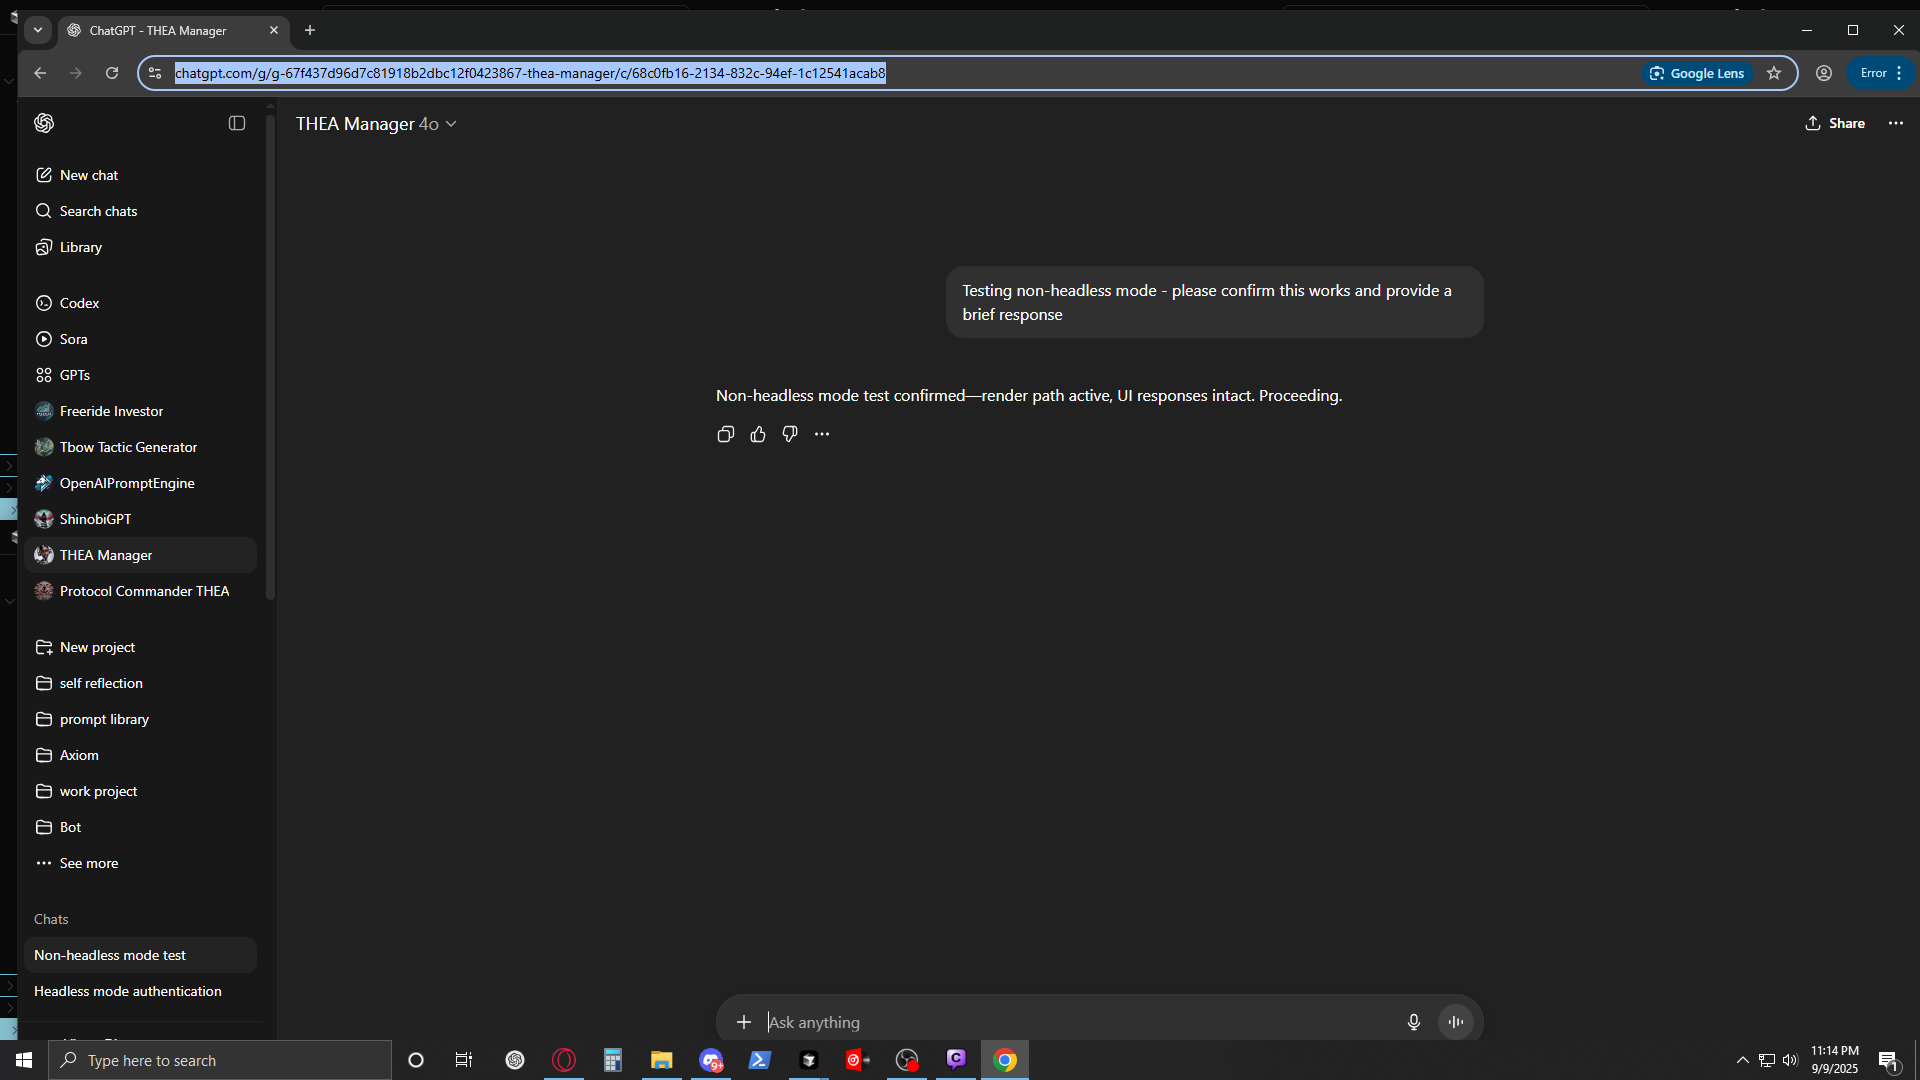 ChatGPT - THEA Manager
chatgpt.com/g/g-67f437d96d7c81918b2dbc12f0423867-thea-manager/c/68c0fb16-2134-832c-94ef-1c12541acab8
Google Lens
Error
THEA Manager 4o
Share
New chat
Search chats
Library
Codex
Sora
GPTs
Freeride Investor
Tbow Tactic Generator
OpenAIPromptEngine
ShinobiGPT
THEA Manager
Protocol Commander THEA
New project
self reflection
prompt library
Axiom
work project
Bot
See more
Chats
Non-headless mode test
Headless mode authentication
Testing non-headless mode - please confirm this works and provide a
brief response
Non-headless mode test confirmed—render path active, UI responses intact. Proceeding.
Ask anything
Type here to search
9+
11:14 PM
9/9/2025
1